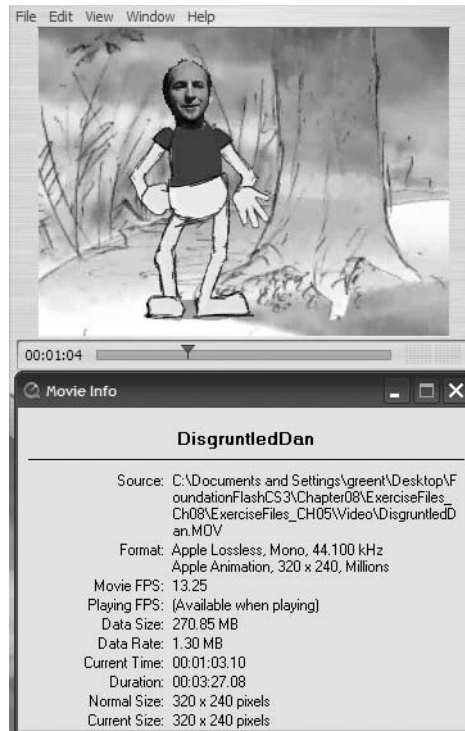 File Edit View Window Help
00:01:04
Movie Info
DisgruntledDan
Source: C:\Documents and Settings\greent\Desktop\F
oundationFlashCS3\Chapter08\ExerciseFiles_
Ch08\ExerciseFiles_CH05\Video\DisgruntledD
an.MOV
Format: Apple Lossless, Mono, 44.100 kHz
Apple Animation, 320 x 240, Millions
Movie FPS: 13.25
Playing FPS: (Available when playing)
Data Size: 270.85 MB
Data Rate: 1.30 MB
Current Time: 00:01:03.10
Duration: 00:03:27.08
Normal Size: 320 x 240 pixels
Current Size: 320 x 240 pixels